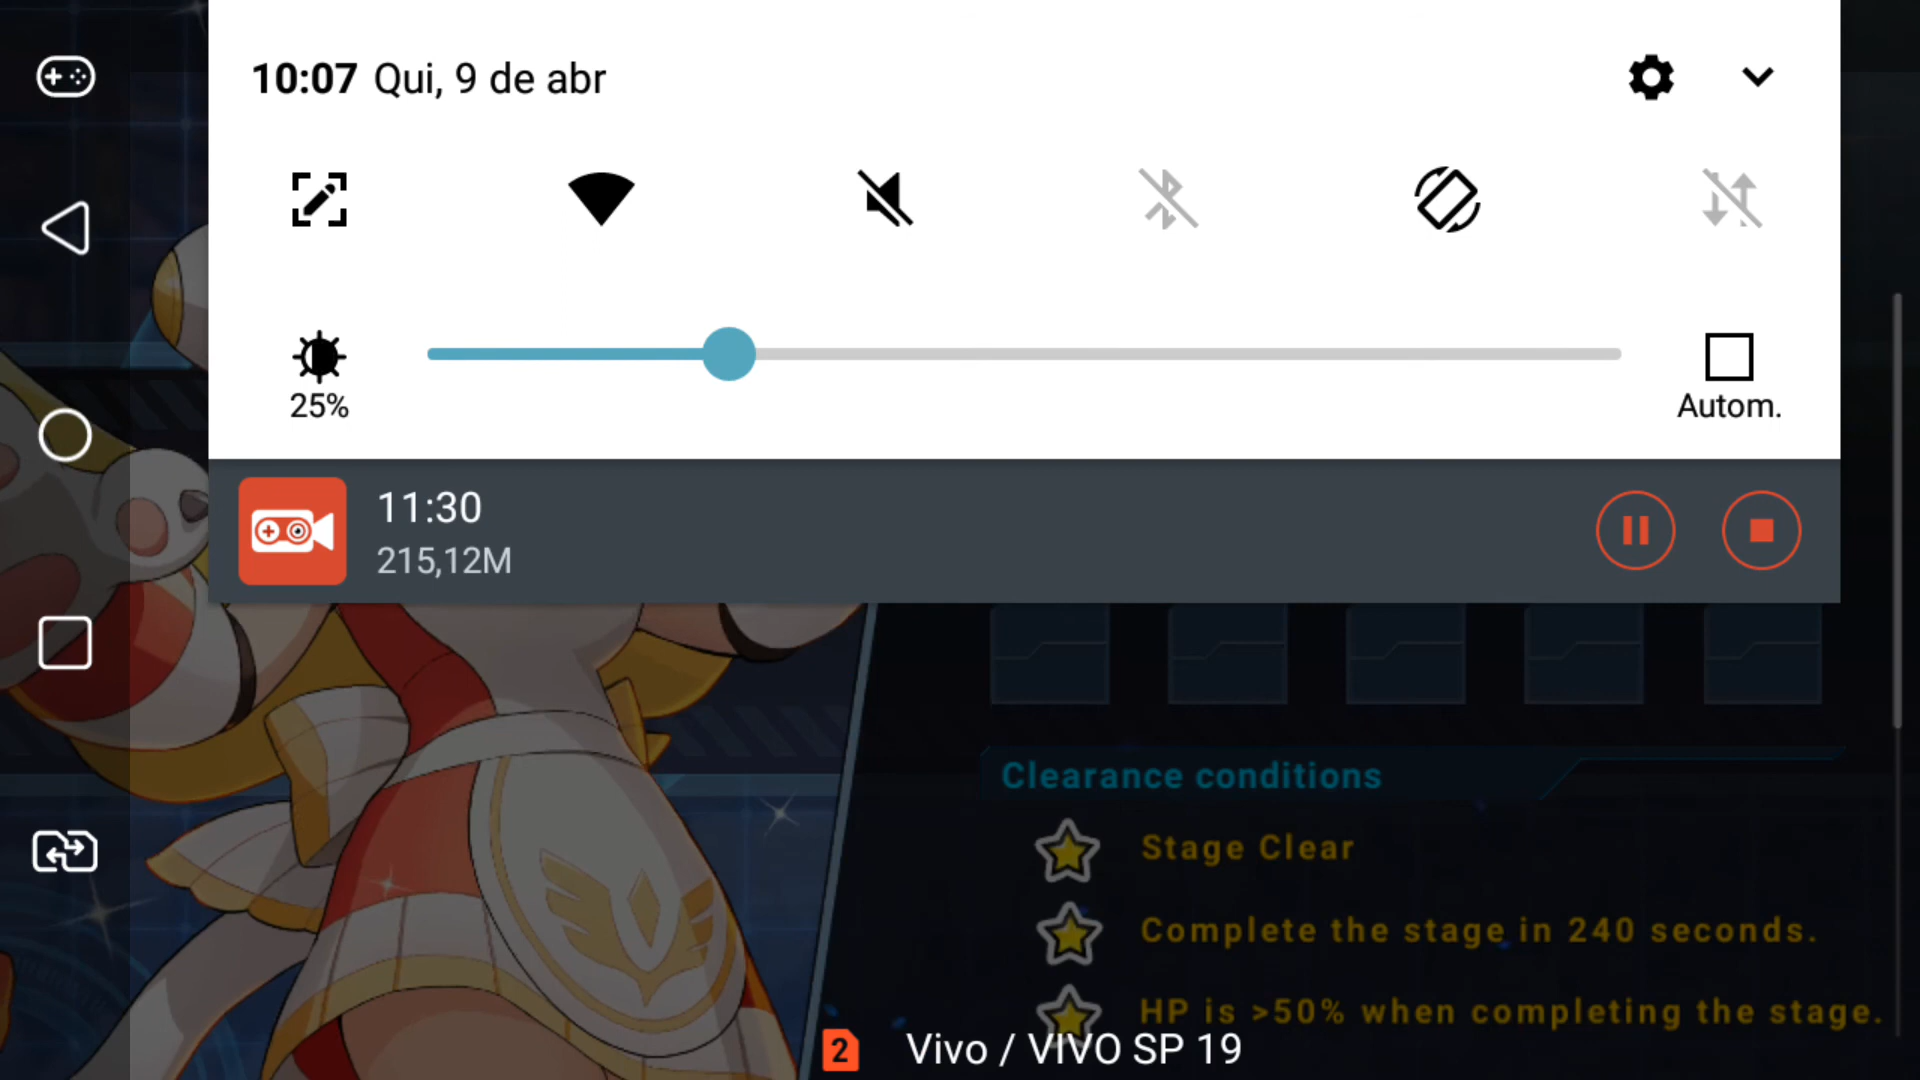 10:07 Qui, 9 de abr
25%
Autom.
11:30
215,12M
Clearance conditions
Stage Clear
Complete the stage in 240 seconds.
HP is >50% when completing the stage.
2 Vivo / VIVO SP 19